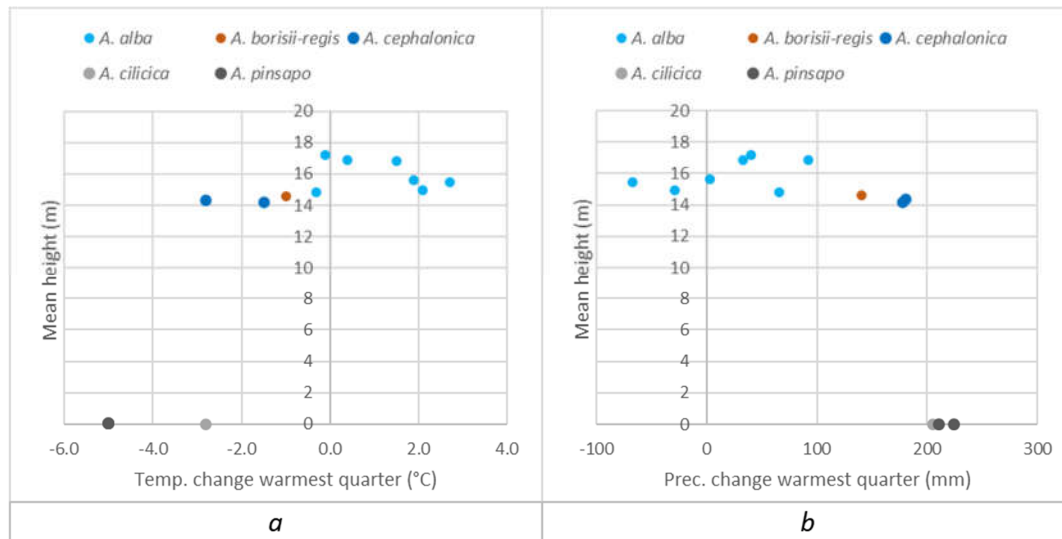 A. alba A. borisii-regis A. cephalonica
A. cilicica A. pinsapo
20
18
16
14
12
10
8
6
4
2
0
-6.0 -4.0 -2.0 0.0 2.0 4.0
Mean height (m)
Temp. change warmest quarter (°C)
a
A. alba A. borisii-regis A. cephalonica
A. cilicica A. pinsapo
20
18
16
14
12
10
8
6
4
2
0
-100 0 100 200 300
Mean height (m)
Prec. change warmest quarter (mm)
b